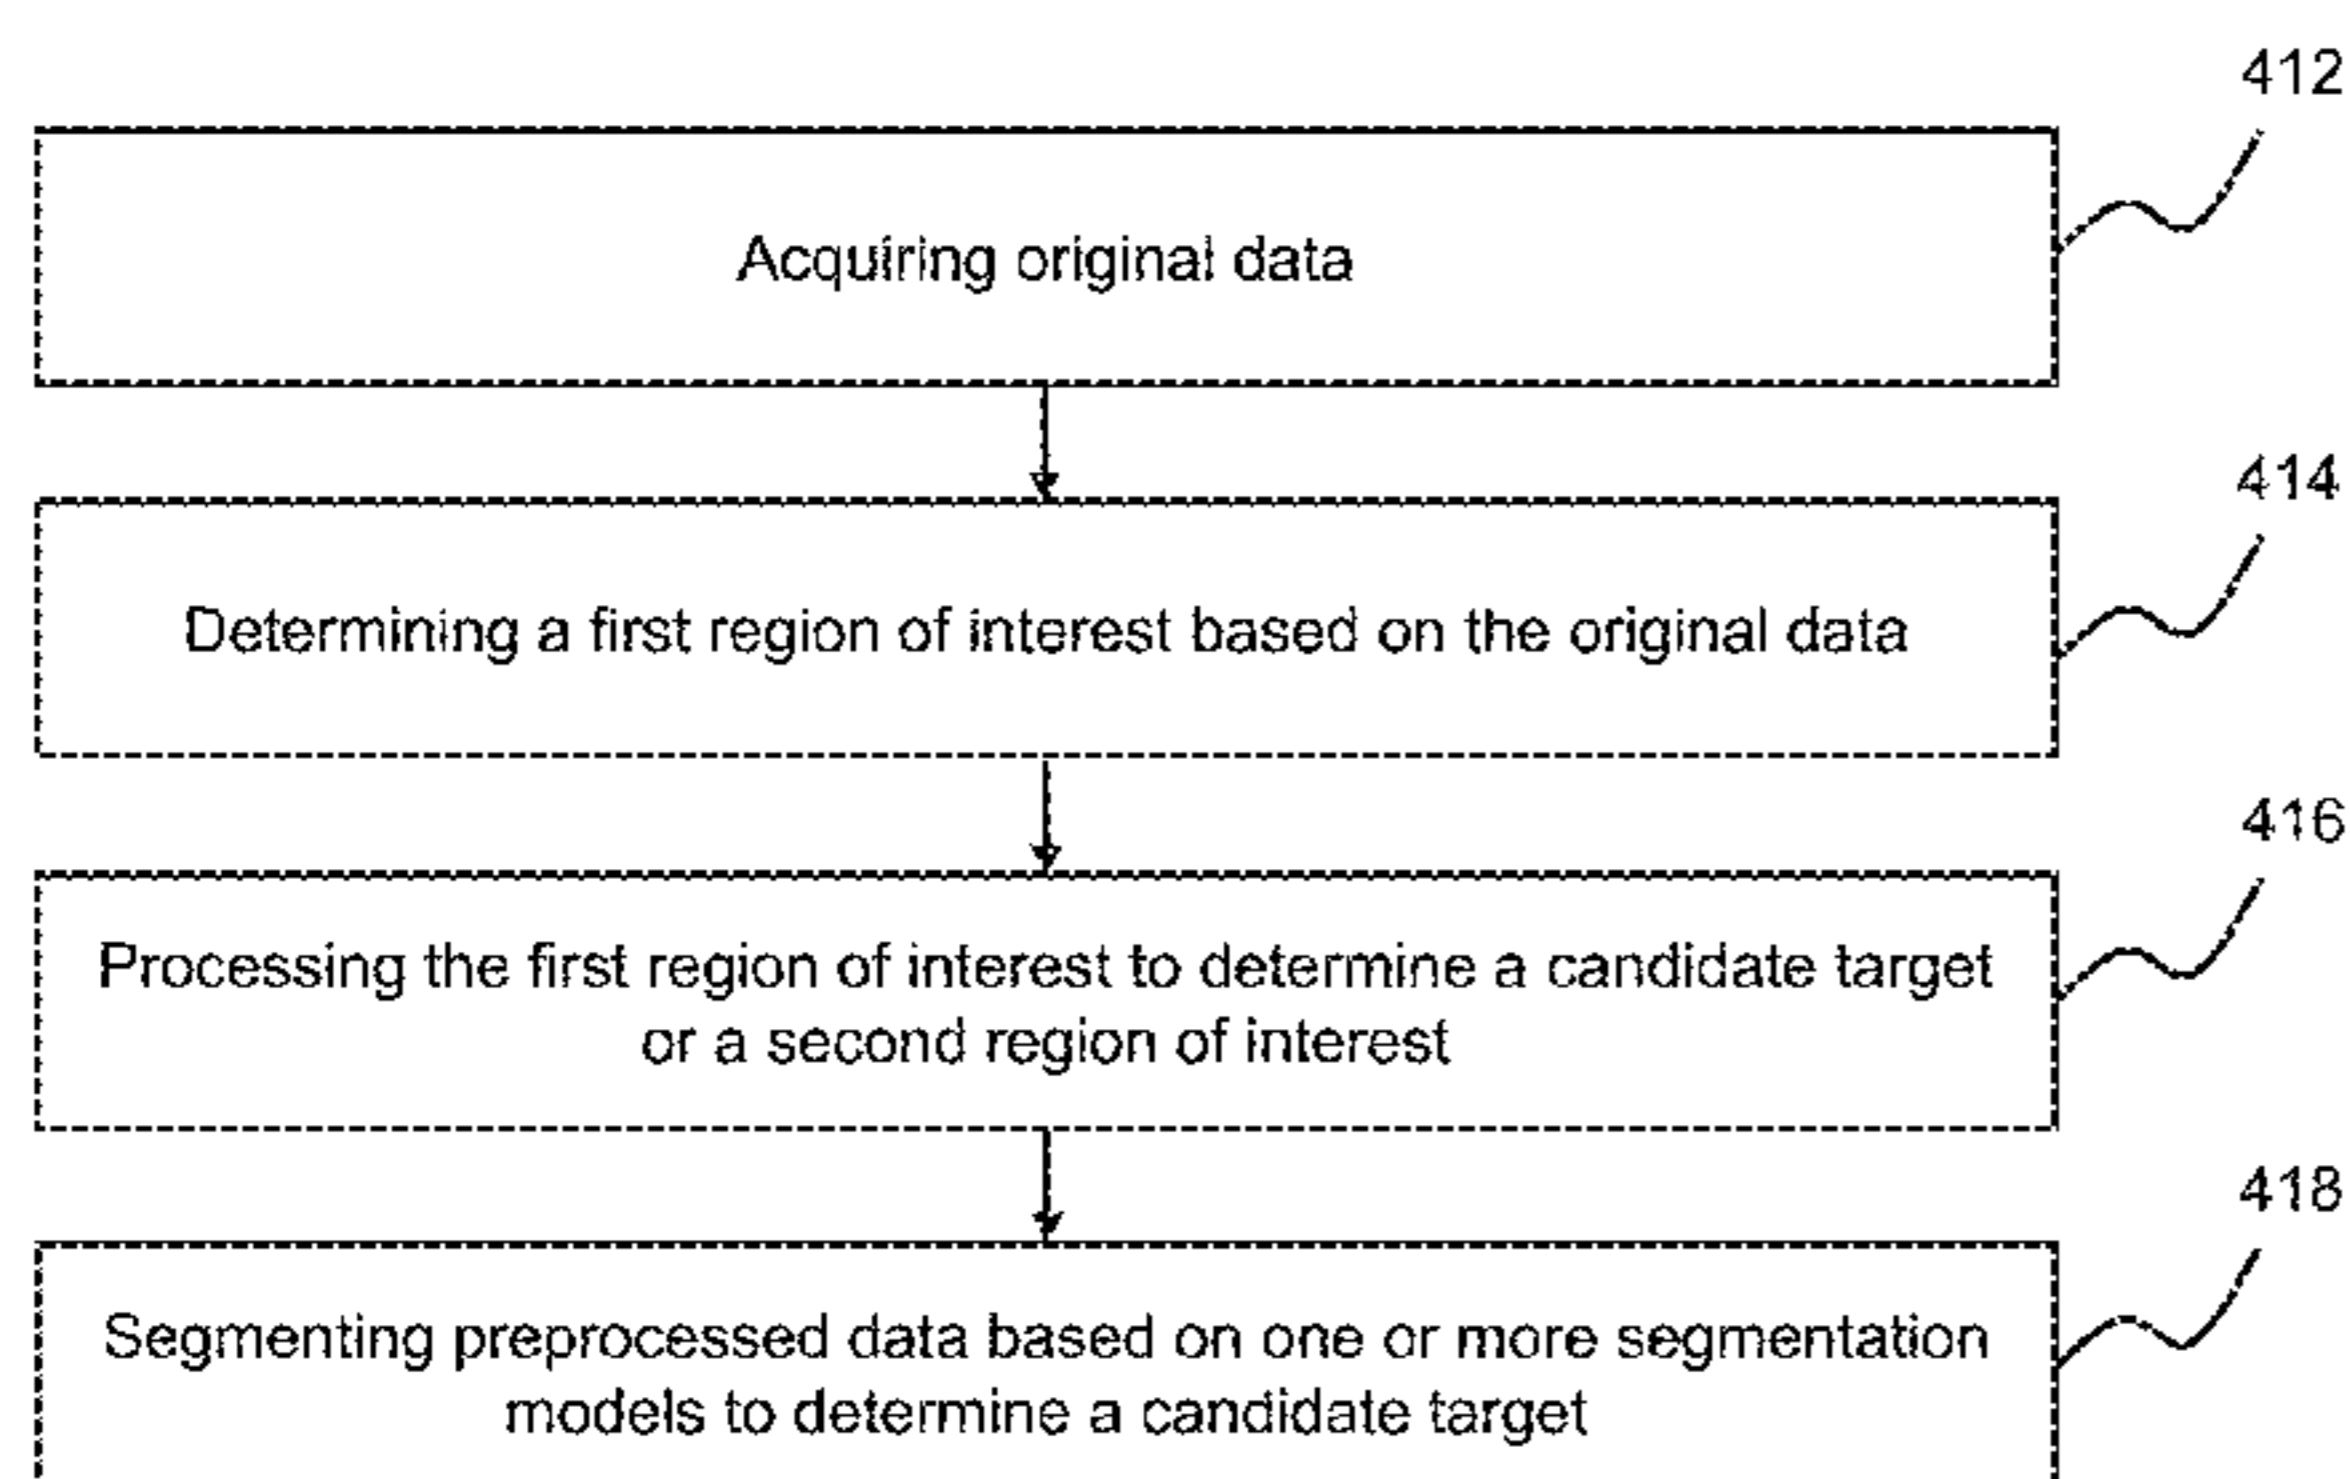 412
Acquiring original data
414
Determining a first region of interest based on the original data
416
Processing the first region of interest to determine a candidate target
or a second region of interest
418
Segmenting preprocessed data based on one or more segmentation
models to determine a candidate target